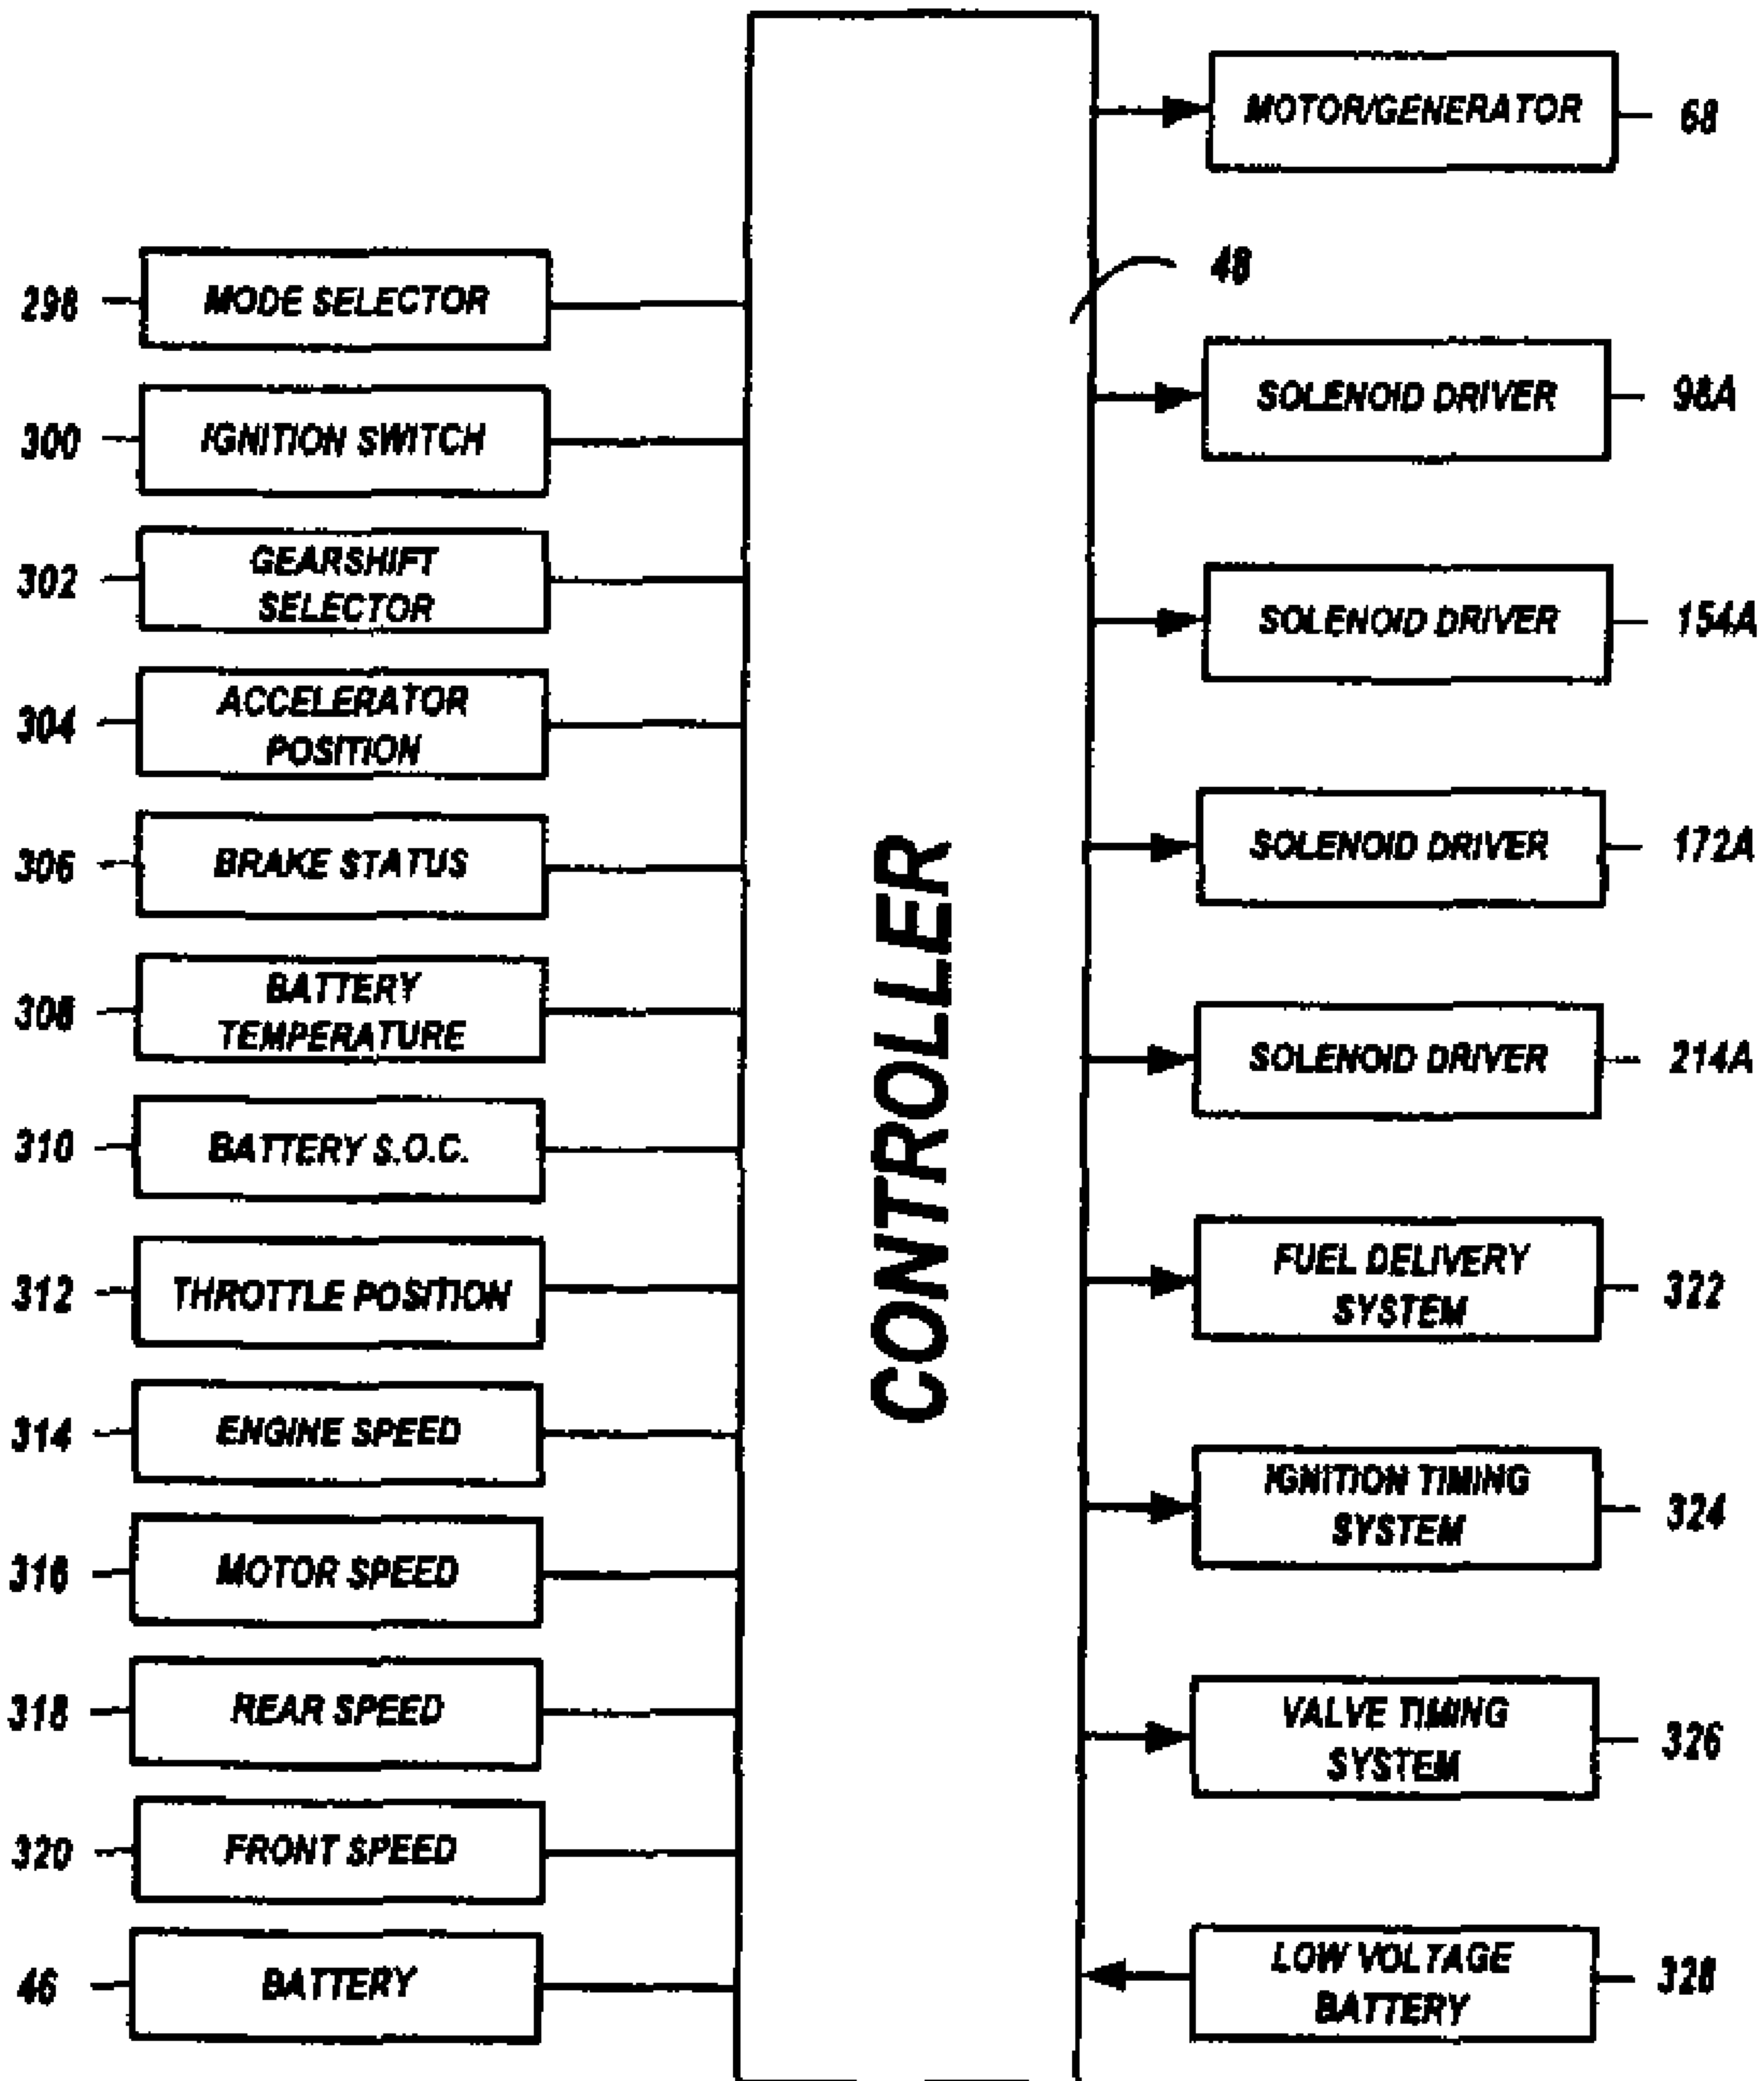 MOTOR/GENERATOR
68
48
298
MODE SELECTOR
SOLENOID DRIVER
98A
300
IGNITION SWITCH
302
GEARSHIFT
SELECTOR
SOLENOID DRIVER
154A
304
ACCELERATOR
POSITION
306
BRAKE STATUS
SOLENOID DRIVER
172A
308
BATTERY
TEMPERATURE
CONTROLLER
SOLENOID DRIVER
214A
310
BATTERY S.O.C.
312
THROTTLE POSITION
FUEL DELIVERY
SYSTEM
322
314
ENGINE SPEED
IGNITION TIMING
SYSTEM
324
316
MOTOR SPEED
318
REAR SPEED
VALVE TIMING
SYSTEM
326
320
FRONT SPEED
46
BATTERY
LOW VOLTAGE
BATTERY
328